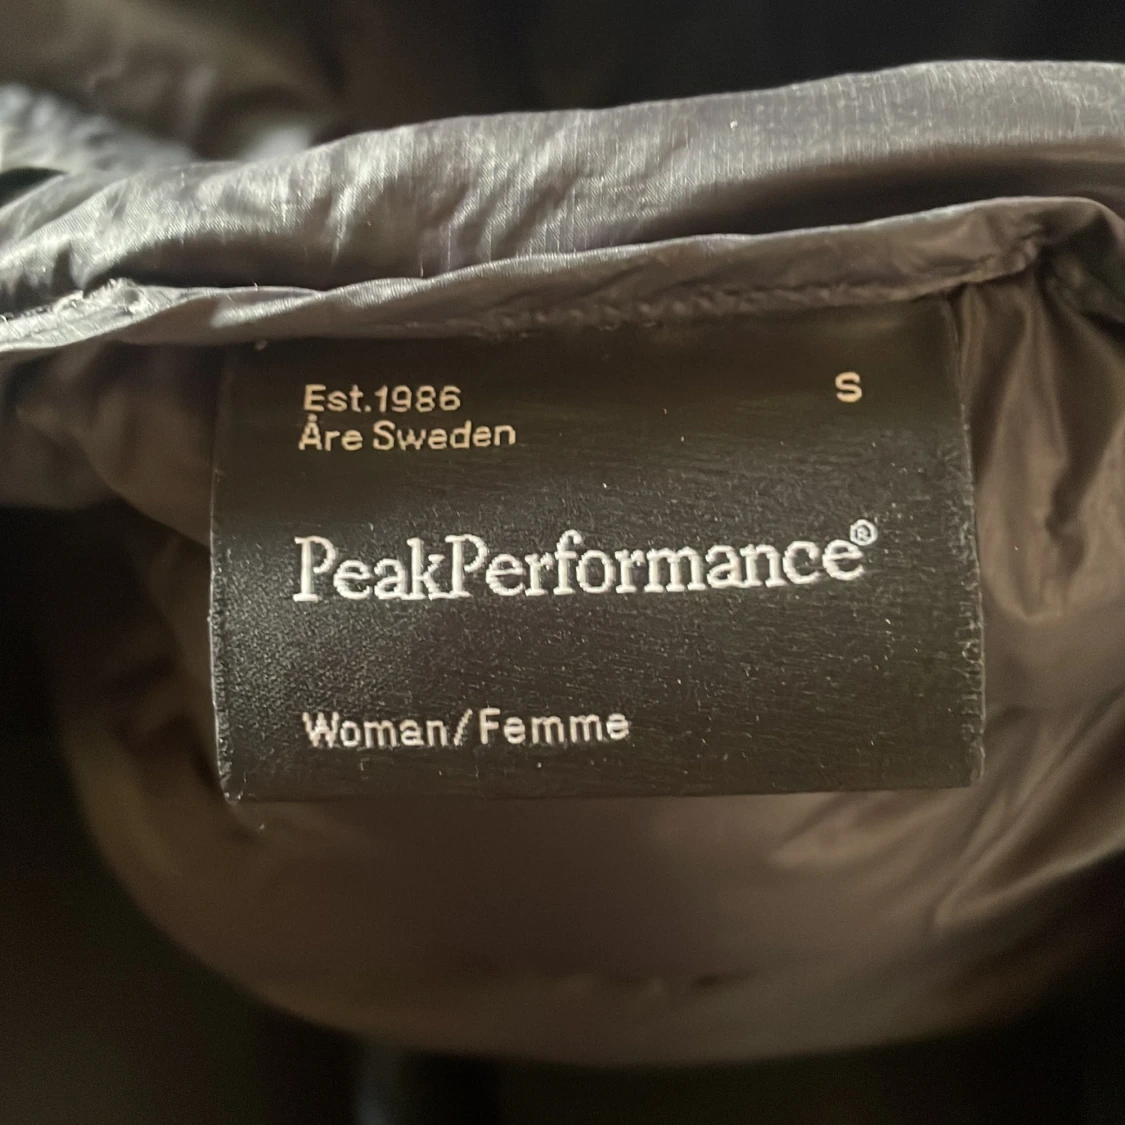 Est.1986
S
Åre Sweden
PeakPerformance®
Woman/Femme